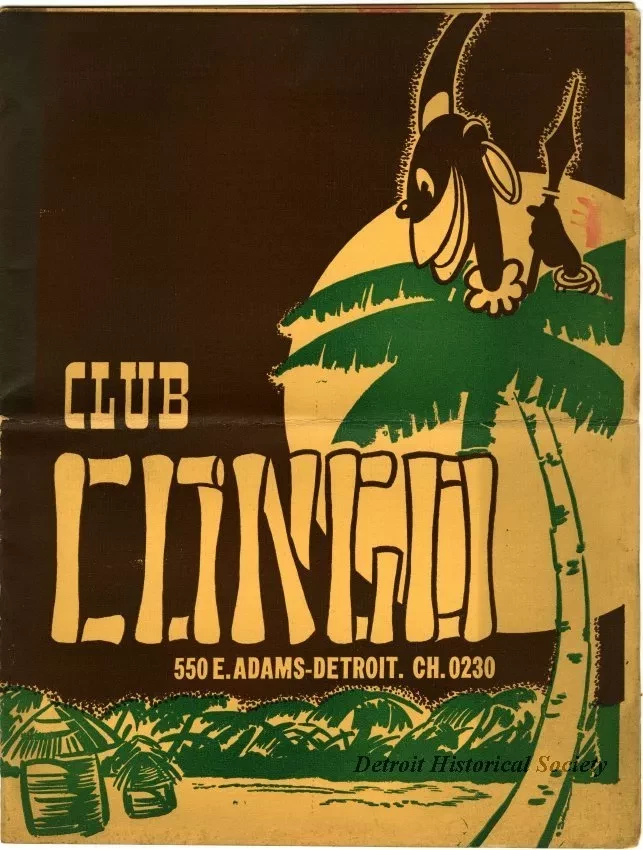 CLUB
CONGO
550 E. ADAMS-DETROIT. CH. 0230
Detroit Historical Society